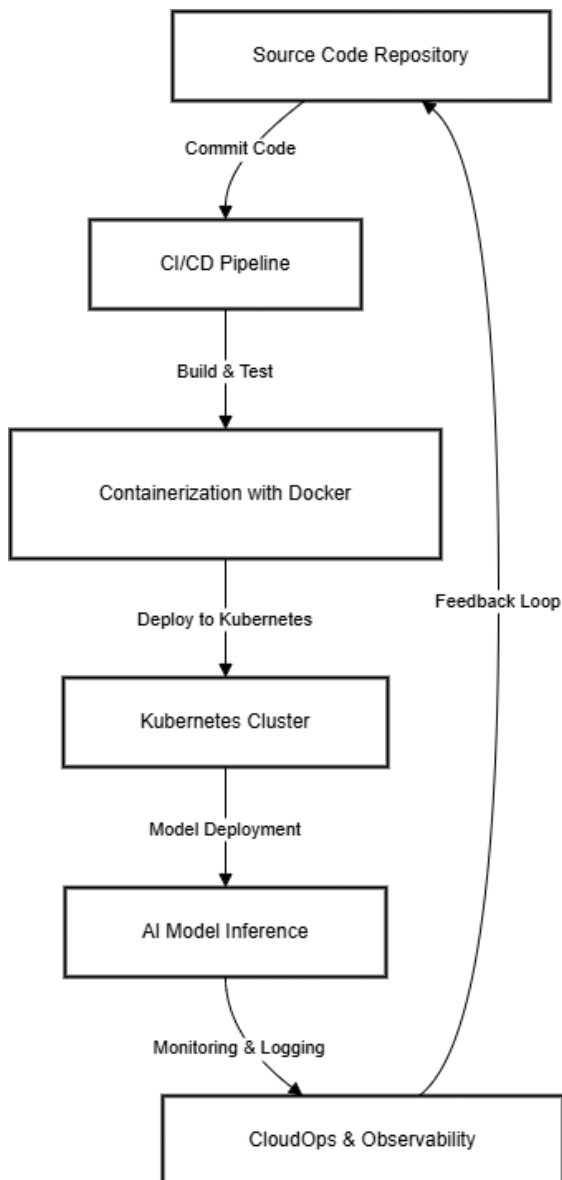 Source Code Repository
Commit Code
CI/CD Pipeline
Build & Test
Containerization with Docker
Feedback Loop
Deploy to Kubernetes
Kubernetes Cluster
Model Deployment
AI Model Inference
Monitoring & Logging
CloudOps & Observability